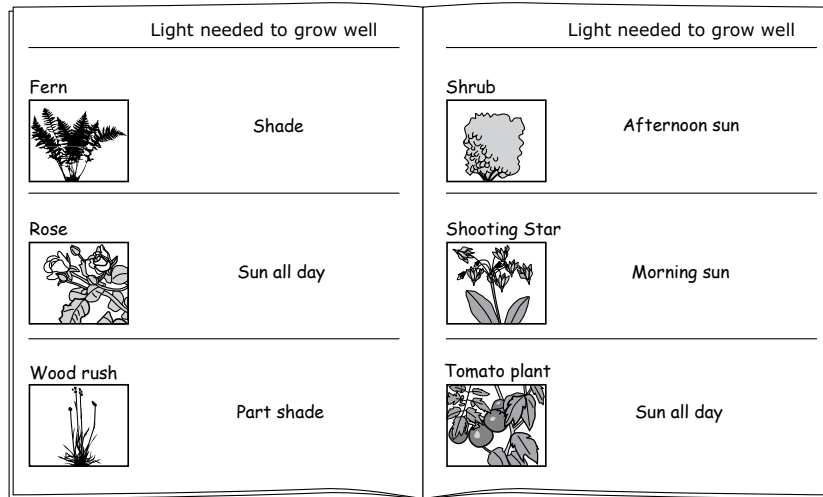 Light needed to grow well
Fern
Shade
Rose
Sun all day
Wood rush
Part shade
Light needed to grow well
Shrub
Afternoon sun
Shooting Star
Morning sun
Tomato plant
Sun all day